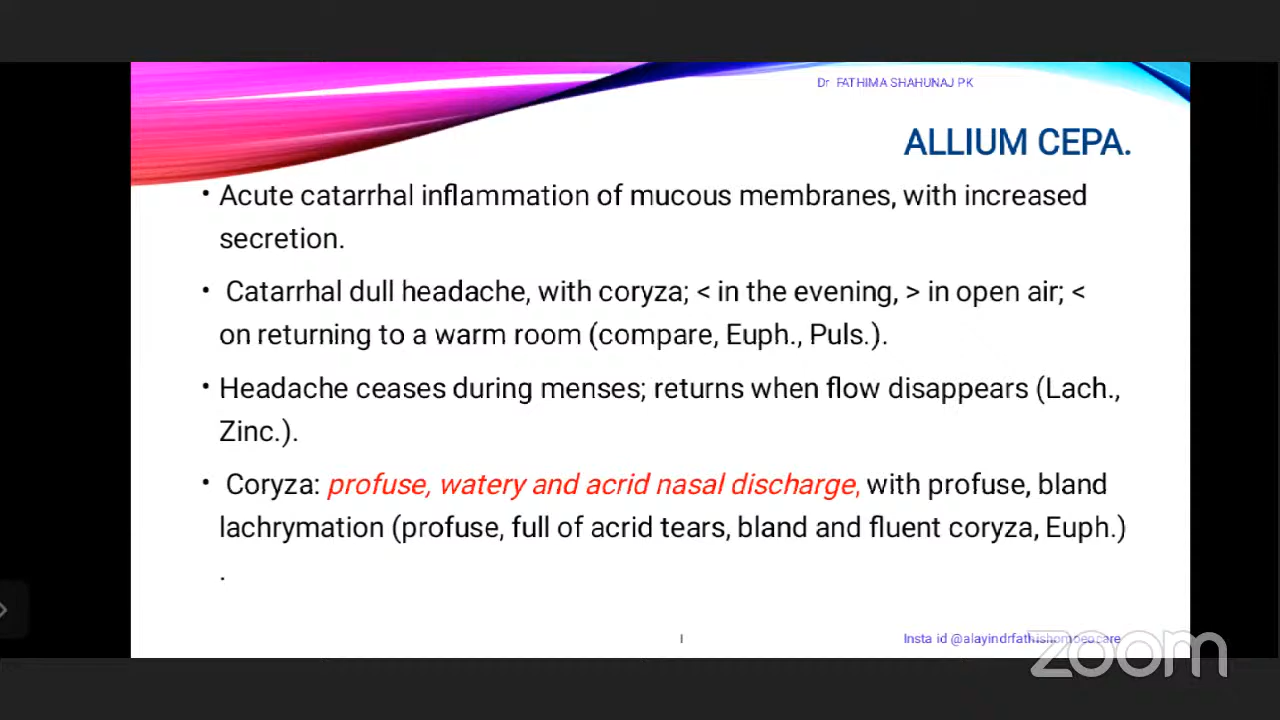 Dr FATHIMA SHAHUNAJ PK
ALLIUM CEPA.
• Acute catarrhal inflammation of mucous membranes, with increased
secretion.
• Catarrhal dull headache, with coryza; < in the evening, > in open air; <
on returning to a warm room (compare, Euph., Puls.).
• Headache ceases during menses; returns when flow disappears (Lach.,
Zinc.).
• Coryza: profuse, watery and acrid nasal discharge, with profuse, bland
lachrymation (profuse, full of acrid tears, bland and fluent coryza, Euph.)
.
Insta id @alayindrfathishomoeocare
zoom